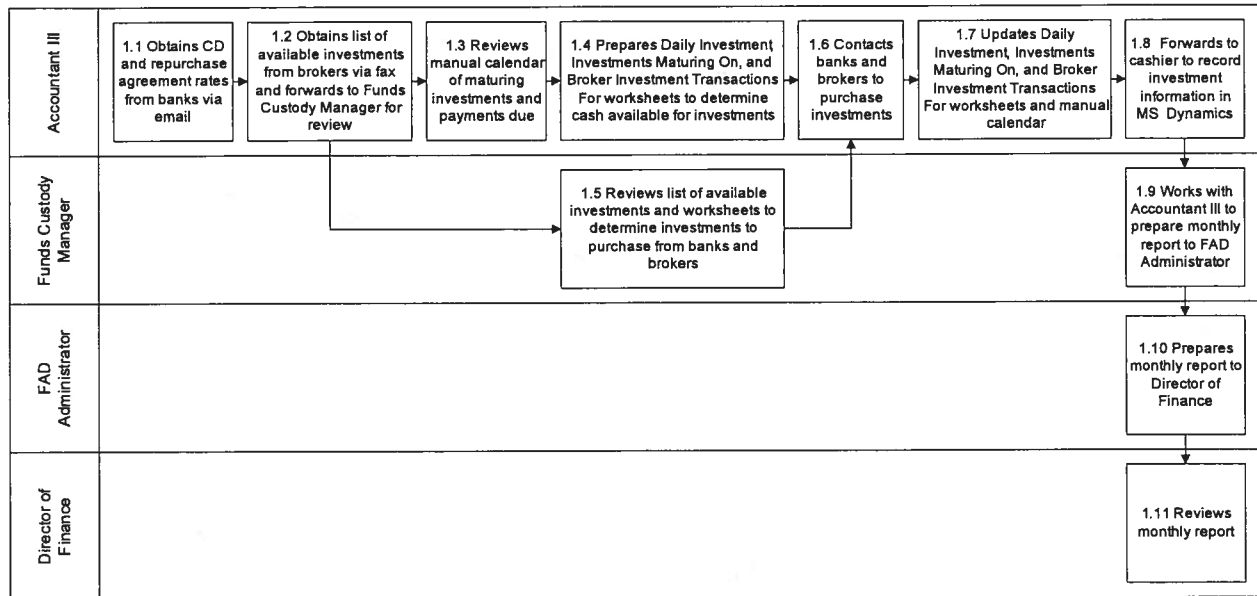 Accountant III
1.1 Obtains CD
and repurchase
agreement rates
from banks via
email
1.2 Obtains list of
available investments
from brokers via fax
and forwards to Funds
Custody Manager for
review
1.3 Reviews
manual calendar
of maturing
investments and
payments due
1.4 Prepares Daily Investment,
Investments Maturing On, and
Broker Investment Transactions
For worksheets to determine
cash available for investments
1.6 Contacts
banks and
brokers to
purchase
investments
1.7 Updates Daily
Investment, Investments
Maturing On, and Broker
Investment Transactions
For worksheets and manual
calendar
1.8 Forwards to
cashier to record
investment
information in
MS Dynamics
Funds Custody
Manager
1.5 Reviews list of available
investments and worksheets to
determine investments to
purchase from banks and
brokers
1.9 Works with
Accountant III to
prepare monthly
report to FAD
Administrator
FAD
Administrator
1.10 Prepares
monthly report to
Director of
Finance
Director of
Finance
1.11 Reviews
monthly report